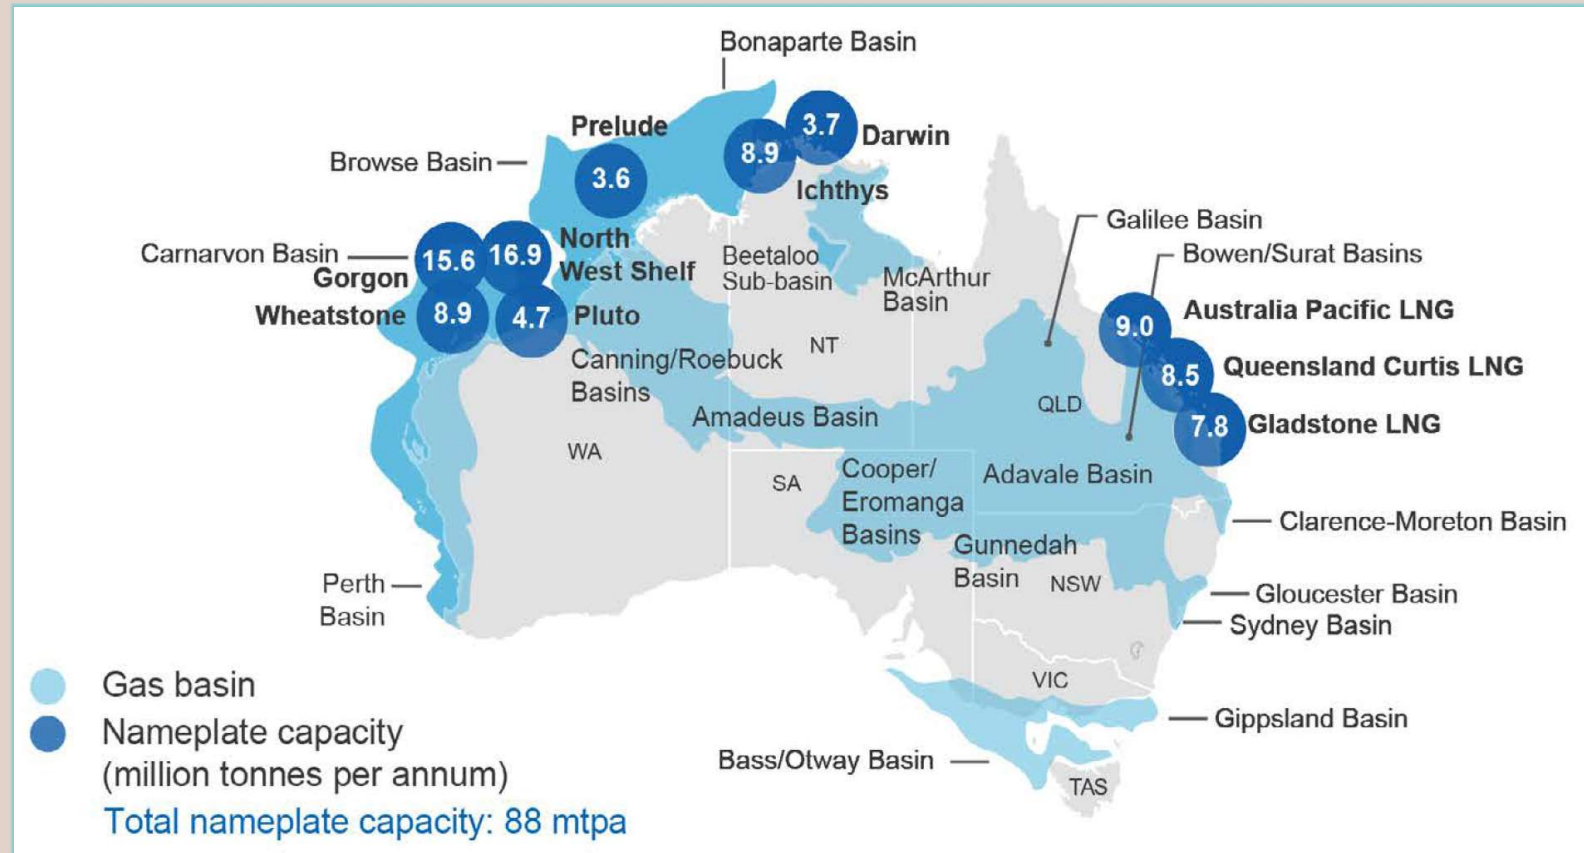 Bonaparte Basin
Prelude
3.7
Darwin
8.9
Browse Basin
3.6
Ichthys
Galilee Basin
Carnarvon Basin
15.6
16.9
North
West Shelf
Gorgon
Beetaloo
Sub-basin
McArthur
Basin
Bowen/Surat Basins
Wheatstone
8.9
4.7
Pluto
9.0
Australia Pacific LNG
NT
Canning/Roebuck
Basins
8.5
Queensland Curtis LNG
Amadeus Basin
QLD
7.8
Gladstone LNG
WA
SA
Cooper/
Eromanga
Basins
Adavale Basin
Clarence-Moreton Basin
Gunnedah
Basin
NSW
Perth
Basin
Gloucester Basin
Sydney Basin
VIC
Gippsland Basin
Bass/Otway Basin
TAS
Gas basin
Nameplate capacity
(million tonnes per annum)
Total nameplate capacity: 88 mtpa